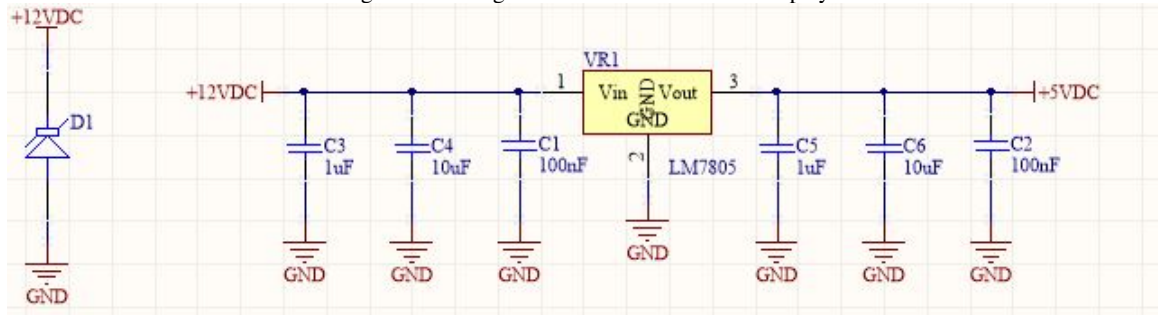 +12VDC
D1
GND
+12VDC
C3
1uF
GND
C4
10uF
GND
C1
100nF
GND
VR1
1
Vin
GND
Vout
GND
3
2
LM7805
GND
C5
1uF
GND
C6
10uF
GND
C2
100nF
GND
+5VDC